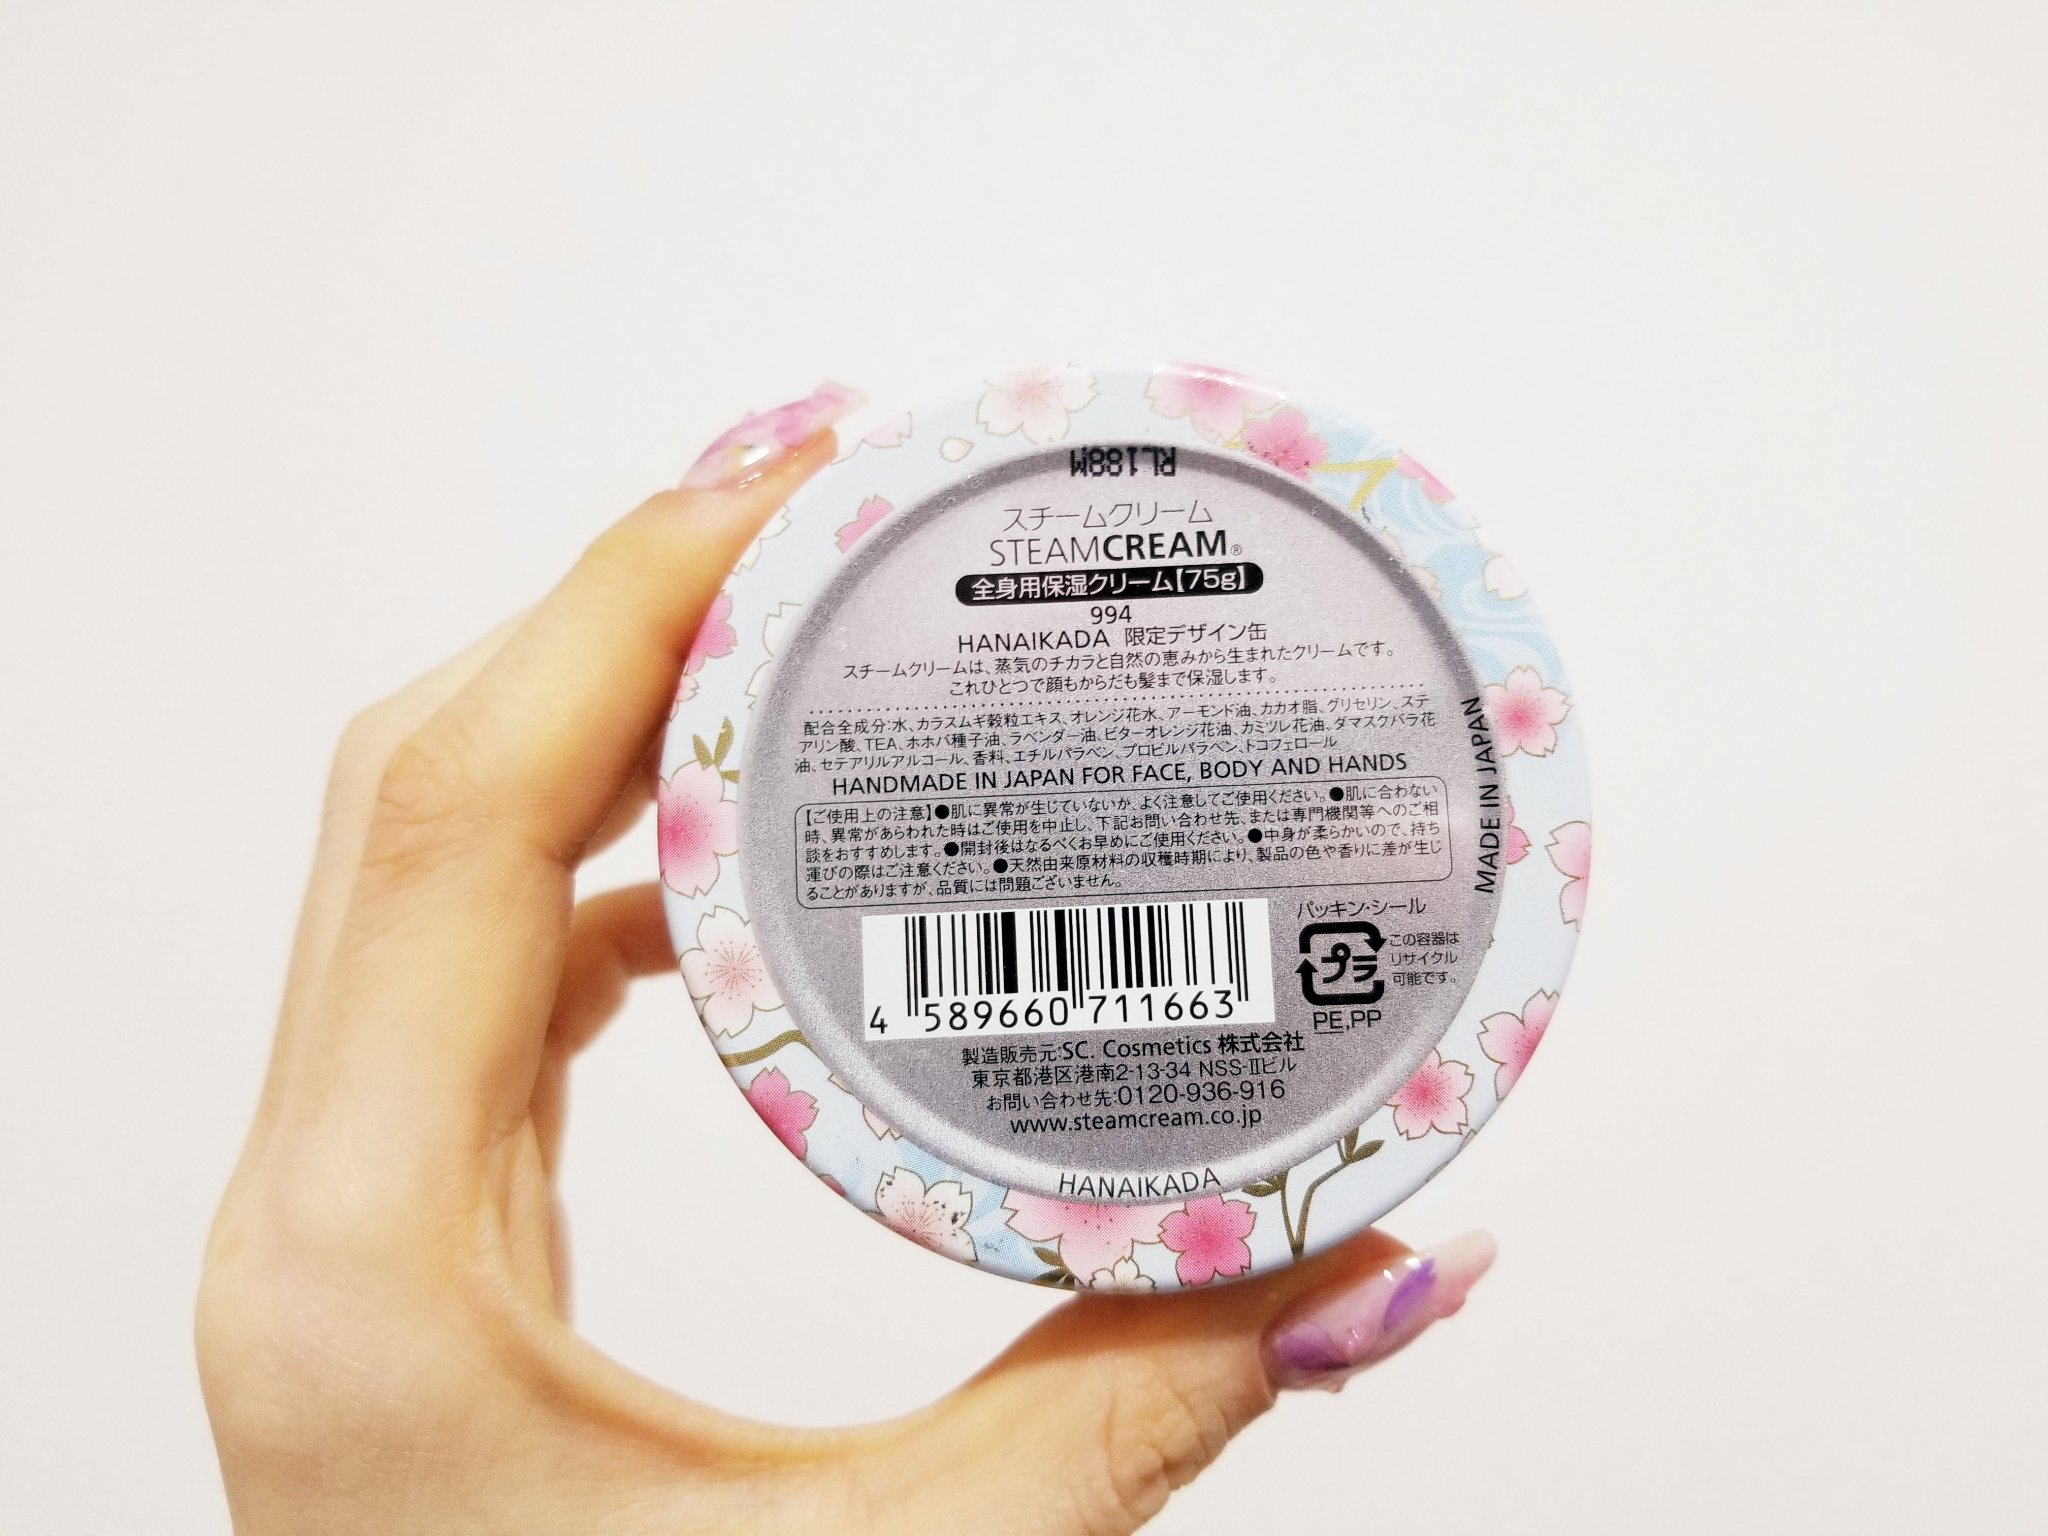 RL188M
スチームクリーム
STEAMCREAM®
全身用保湿クリーム【75g】
994
HANAIKADA 限定デザイン缶
スチームクリームは、蒸気のチカラと自然の恵みから生まれたクリームです。
これひとつで顔もからだも髪まで保湿します。
配合全成分:水、カラスムギ穀粒エキス、オレンジ花水、アーモンド油、カカオ脂、グリセリン、ステ
アリン酸、TEA、ホホバ種子油、ラベンダー油、ビターオレンジ花油、カミツレ花油、ダマスクバラ花
油、セテアリルアルコール、香料、エチルパラベン、プロピルパラベン、トコフェロール
HANDMADE IN JAPAN FOR FACE, BODY AND HANDS
【ご使用上の注意】●肌に異常が生じていないか、よく注意してご使用ください。●肌に合わない
時、異常があらわれた時はご使用を中止し、下記お問い合わせ先、または専門機関等へのご相
談をおすすめします。●開封後はなるべくお早めにご使用ください。●中身が柔らかいので、持ち
運びの際はご注意ください。●天然由来原材料の収穫時期により、製品の色や香りに差が生じ
ることがありますが、品質には問題ございません。
MADE IN JAPAN
4 589660 711663
パッキン・シール
プラ
この容器は
リサイクル
可能です。
PE,PP
製造販売元:SC. Cosmetics 株式会社
東京都港区港南2-13-34 NSS-Ⅱビル
お問い合わせ先:0120-936-916
www.steamcream.co.jp
HANAIKADA